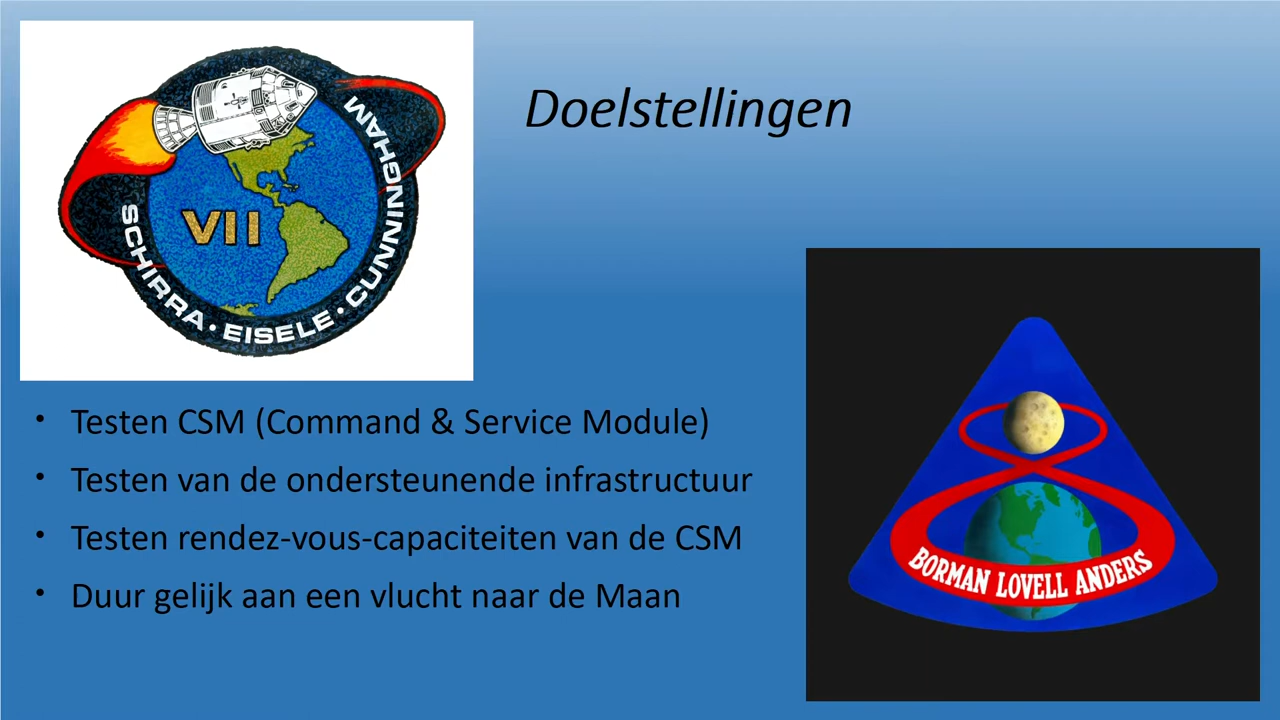 Doelstellingen
VII
SCHIRRA · EISELE · CUNNINGHAM
• Testen CSM (Command & Service Module)
• Testen van de ondersteunende infrastructuur
• Testen rendez-vous-capaciteiten van de CSM
• Duur gelijk aan een vlucht naar de Maan
BORMAN LOVELL ANDERS